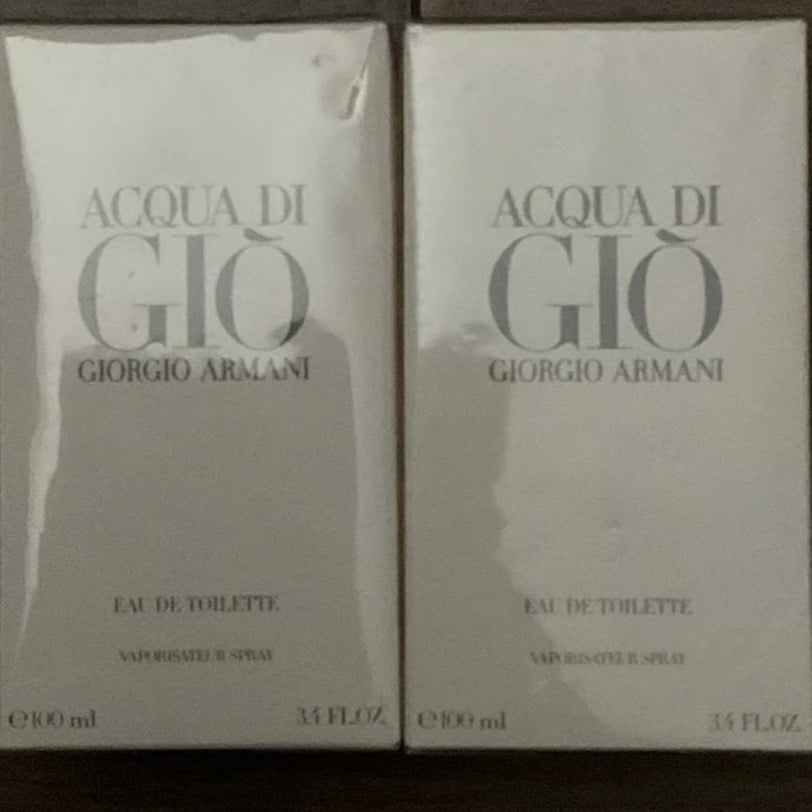 ACQUA DI
GIÒ
GIORGIO ARMANI
EAU DE TOILETTE
VAPORISATEUR SPRAY
℮100 ml
3.4 FL.OZ.
ACQUA DI
GIÒ
GIORGIO ARMANI
EAU DE TOILETTE
VAPORISATEUR SPRAY
℮100 ml
3.4 FL.OZ.